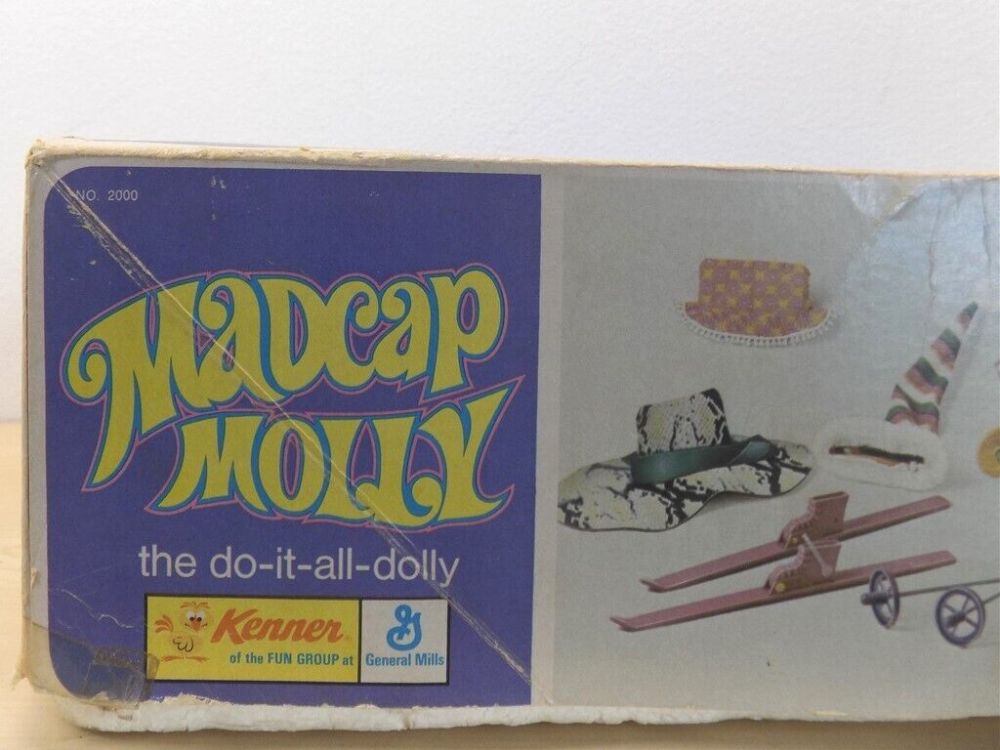 NO. 2000
MADCAP
MOLLY
the do-it-all-dolly
Kenner
of the FUN GROUP at
G
General Mills